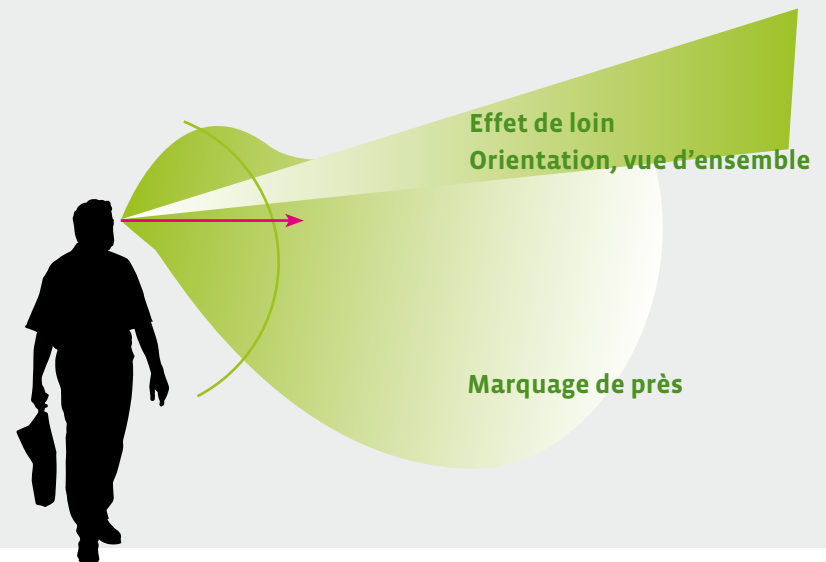 Effet de loin
Orientation, vue d’ensemble
Marquage de près